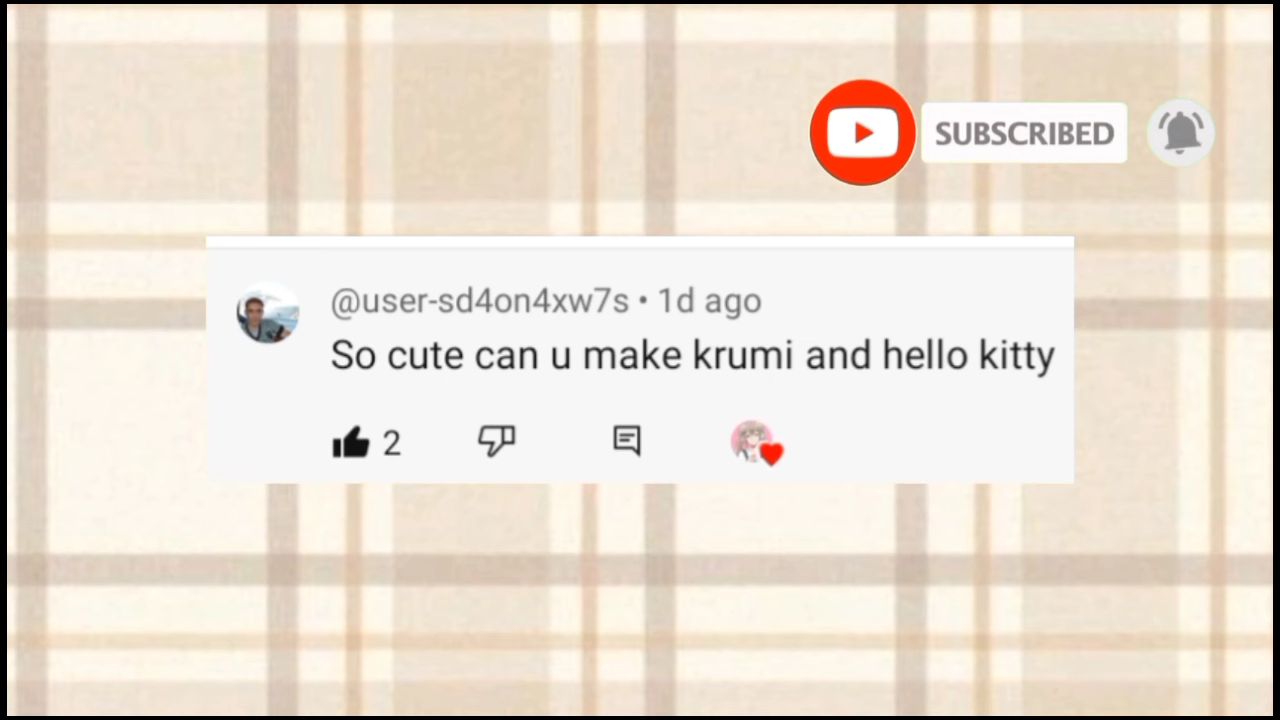 SUBSCRIBED
@user-sd4on4xw7s • 1d ago
So cute can u make krumi and hello kitty
2